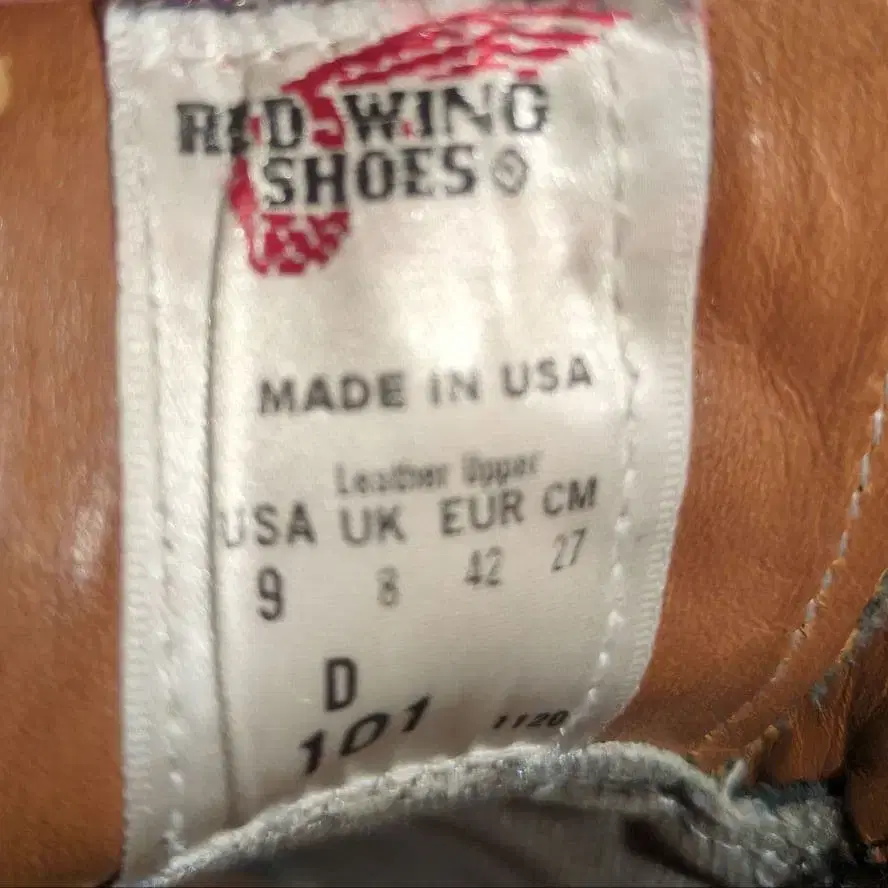 RED WING
SHOES ®
MADE IN USA
Leather Upper
USA UK EUR CM
9 8 42 27
D
101 1120